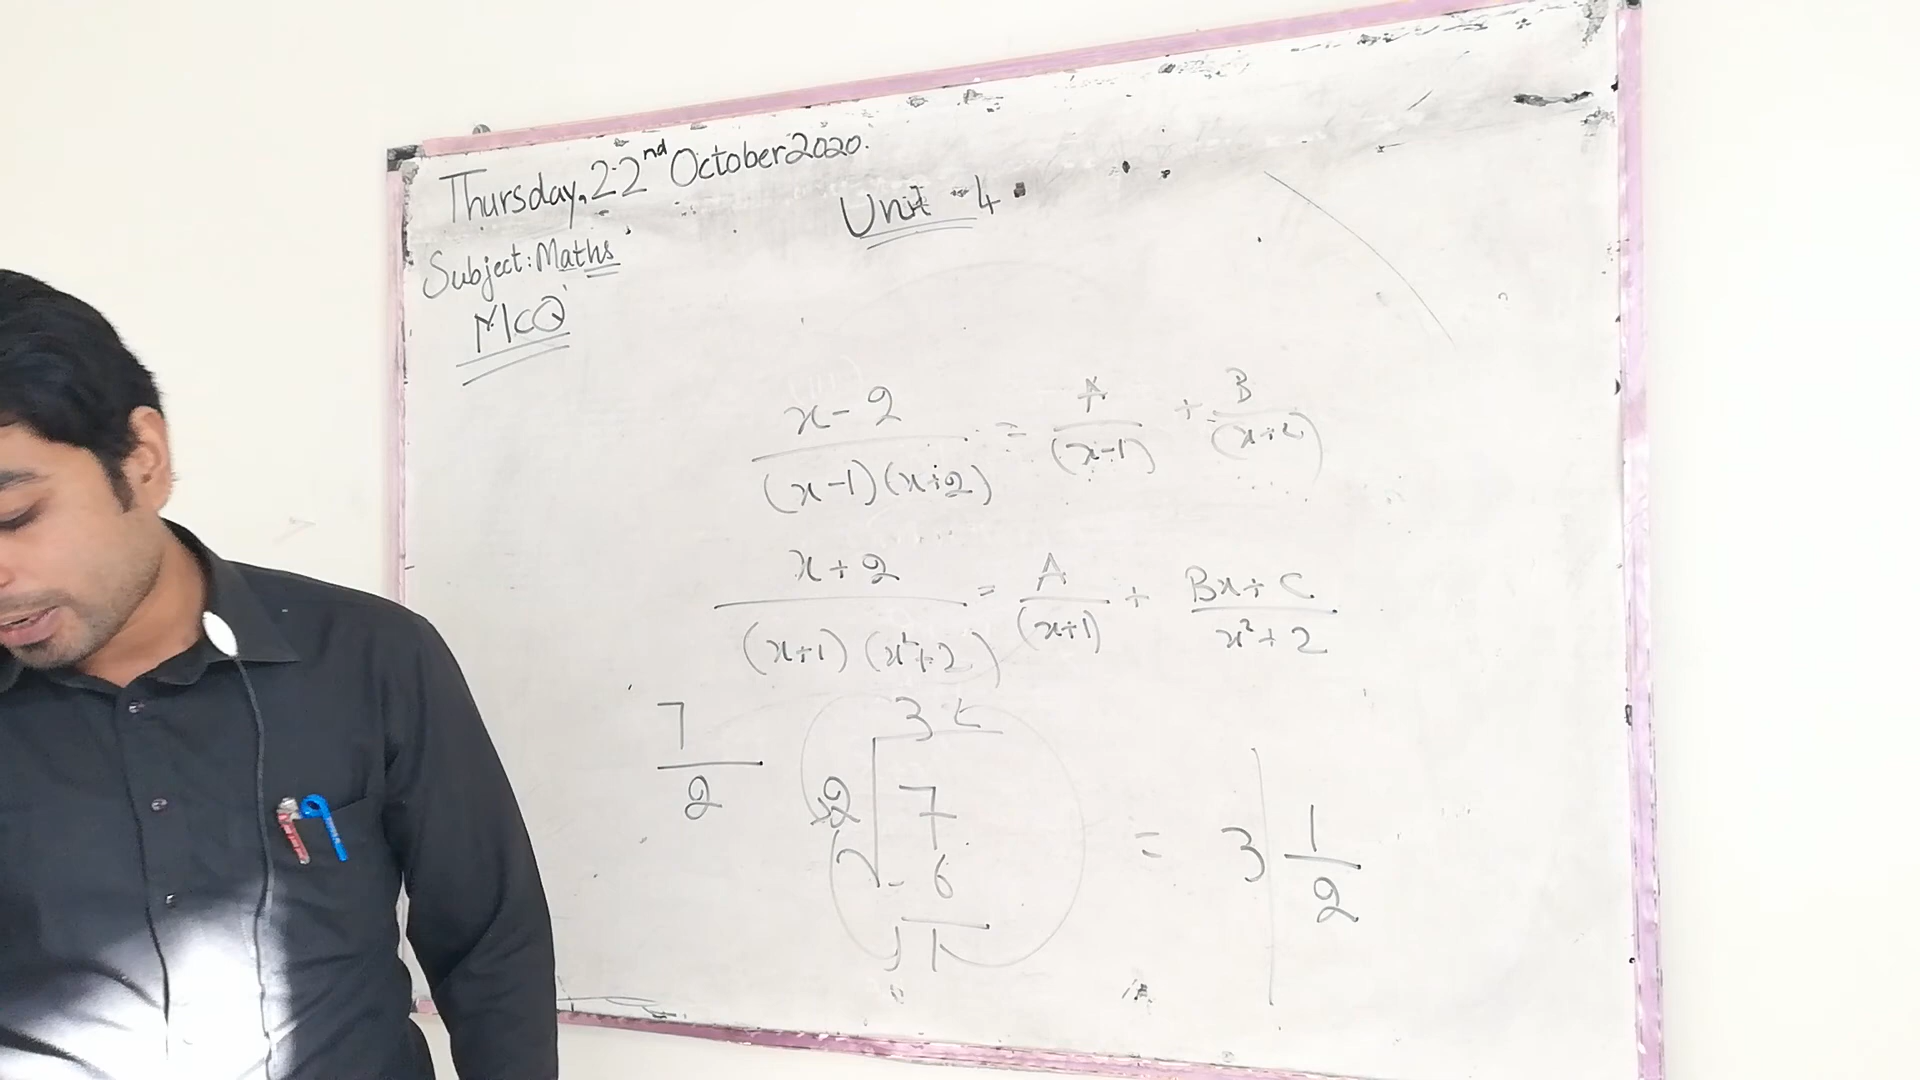 Thursday, 22nd October 2020.
Unit - 4
Subject: Maths
MCQ
x - 2 / (x-1)(x+2) = A / (x-1) + B / (x+2)
x + 2 / (x+1)(x²+2) = A / (x+1) + Bx + C / x² + 2
7 / 2
3
2 7
- 6
1
= 3 1 / 2